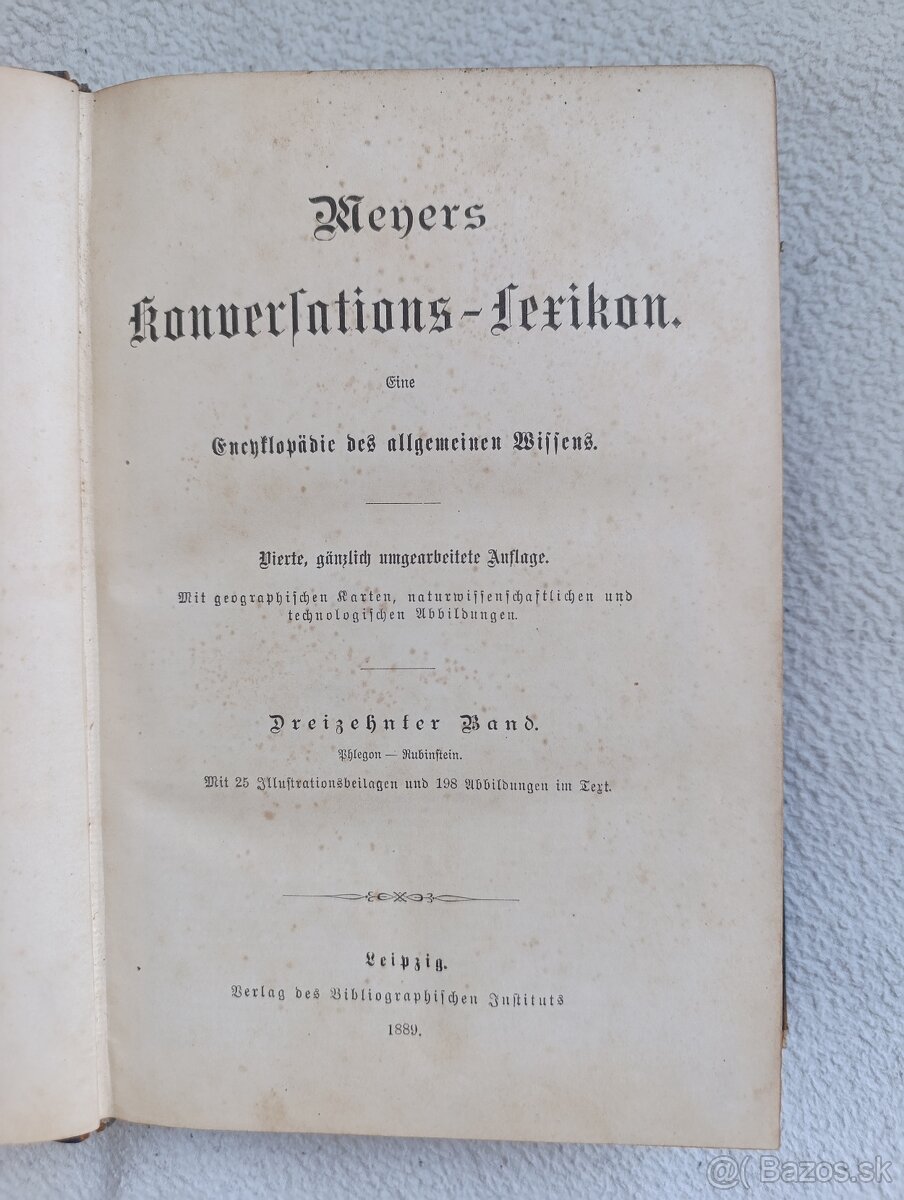 Meyers
Konverſations-Lexikon.
Eine
Encyklopädie des allgemeinen Wiſſens.
Vierte, gänzlich umgearbeitete Auflage.
Mit geographiſchen Karten, naturwiſſenſchaftlichen und
technologiſchen Abbildungen.
Dreizehnter Band.
Phlegon — Rubinſtein.
Mit 25 Illuſtrationsbeilagen und 198 Abbildungen im Text.
Leipzig.
Verlag des Bibliographiſchen Inſtituts
1889.
@( Bazos.sk